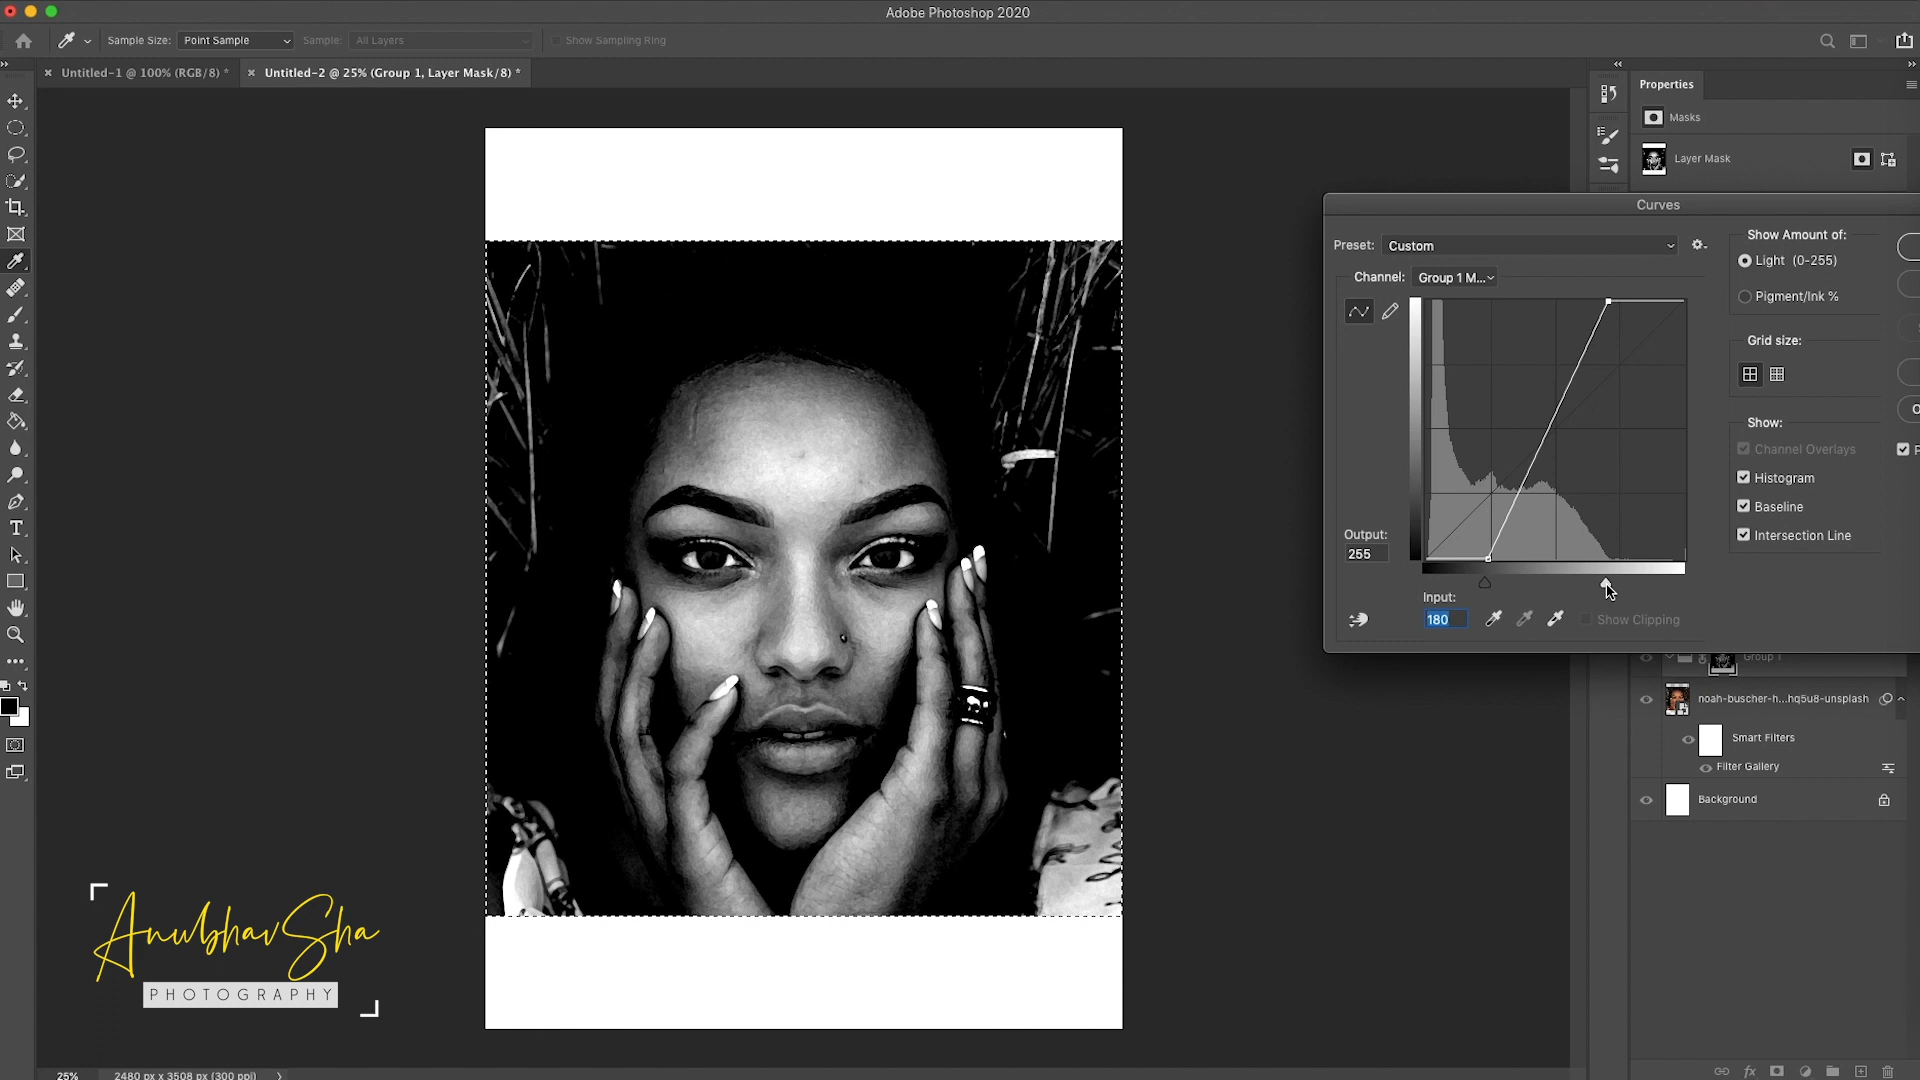 Adobe Photoshop 2020
Sample Size: Point Sample Sample: All Layers Show Sampling Ring
Untitled-1 @ 100% (RGB/8) * Untitled-2 @ 25% (Group 1, Layer Mask/8) *
Properties
Masks
Layer Mask
Curves
Preset: Custom
Channel: Group 1 M...
Show Amount of:
Light (0-255)
Pigment/Ink %
Grid size:
Show:
Channel Overlays
Histogram
Baseline
Intersection Line
Output:
255
Input:
180
Show Clipping
Group 1
noah-buscher-h...hq5u8-unsplash
Smart Filters
Filter Gallery
Background
AnubhavSha
PHOTOGRAPHY
25% 2480 px x 3508 px (300 ppi)